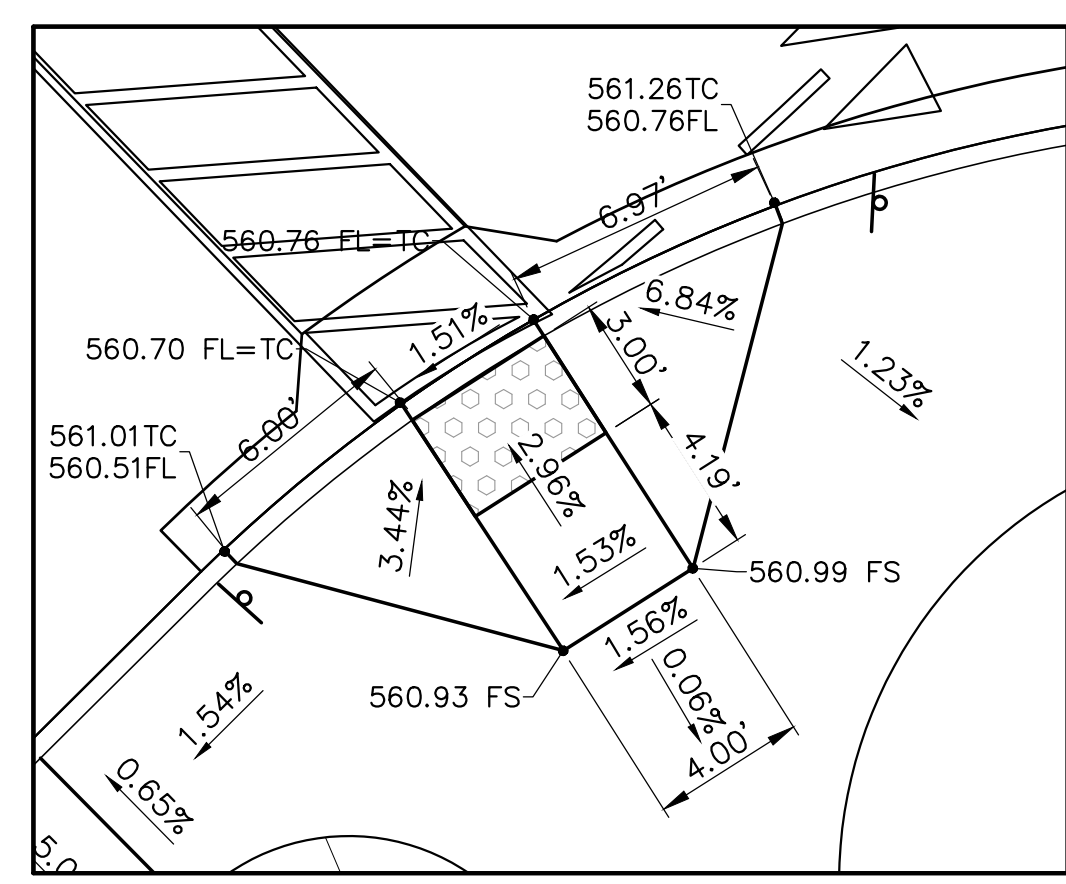 561.26TC
560.76FL
6.97'
560.76 FL=TC
6.84%
1.51%
3.00'
560.70 FL=TC
1.23%
6.00'
561.01TC
560.51FL
4.19'
2.96%
3.44%
1.53%
560.99 FS
1.56%
0.06%
560.93 FS
1.54%
4.00'
0.65%
5.0